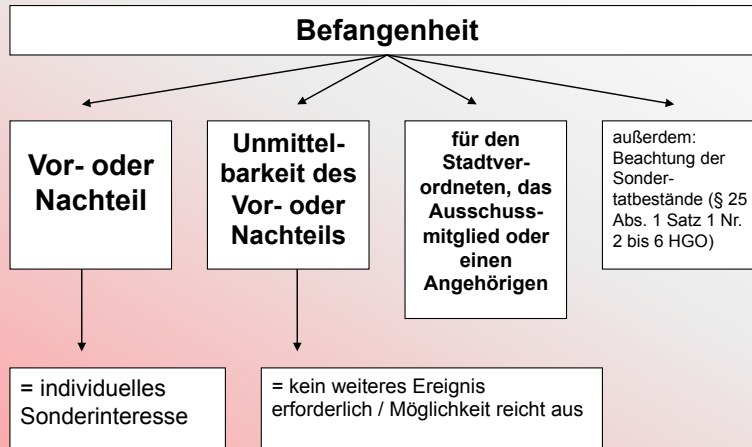 Befangenheit
Vor- oder
Nachteil
Unmittel-
barkeit des
Vor- oder
Nachteils
für den
Stadtver-
ordneten, das
Ausschuss-
mitglied oder
einen
Angehörigen
außerdem:
Beachtung der
Sonder-
tatbestände (§ 25
Abs. 1 Satz 1 Nr.
2 bis 6 HGO)
= individuelles
Sonderinteresse
= kein weiteres Ereignis
erforderlich / Möglichkeit reicht aus